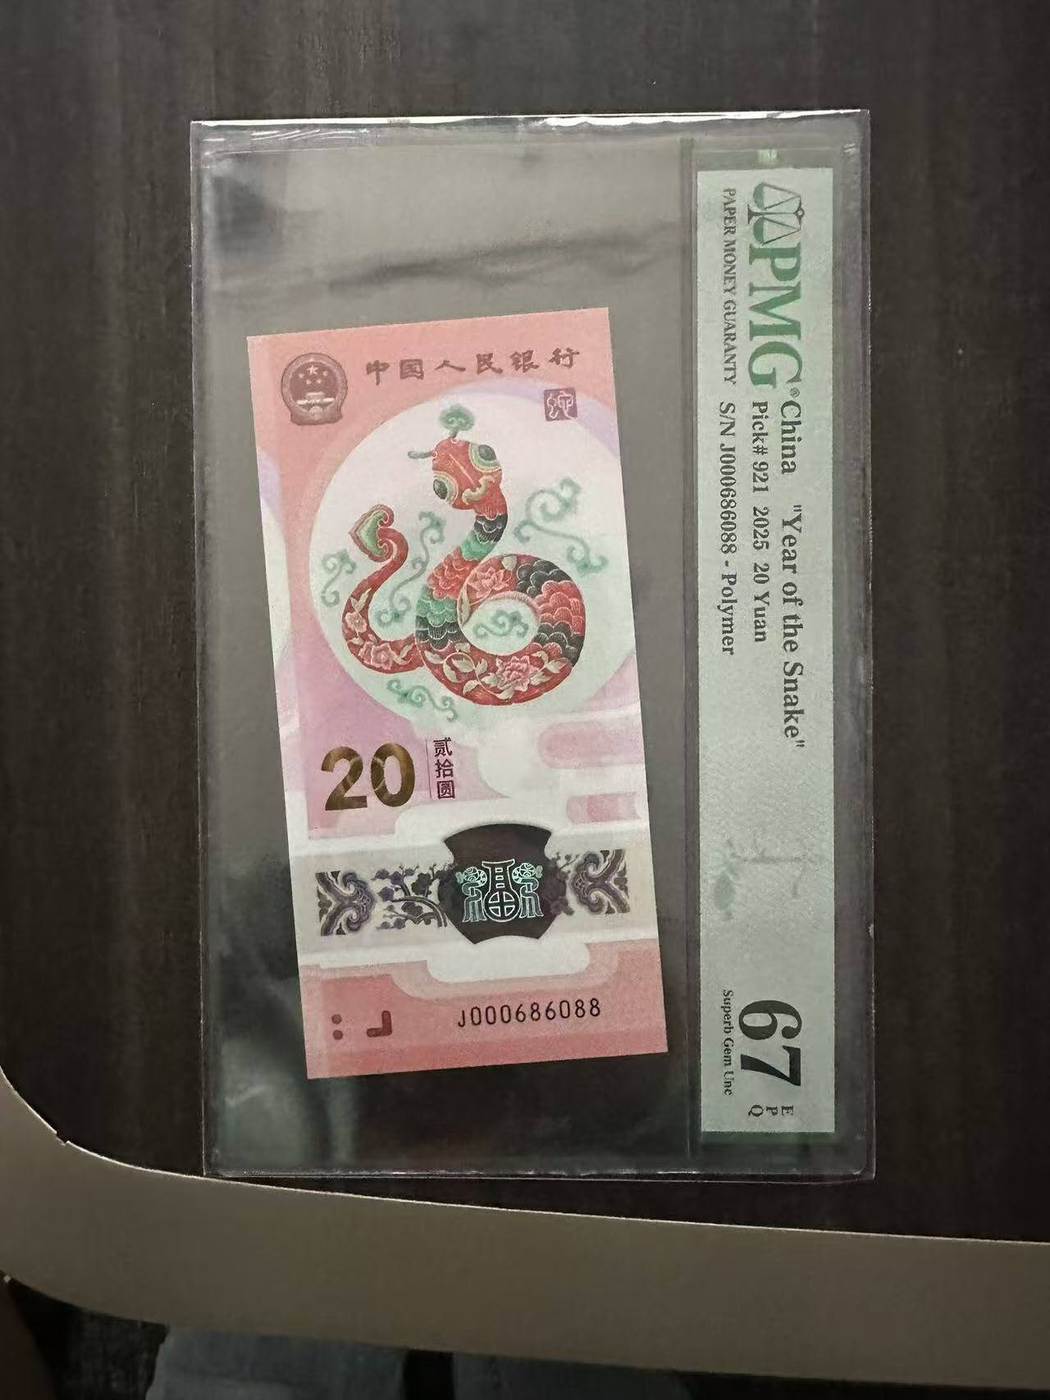 中国人民银行
20
贰拾圆
J000686088
PMG
PAPER MONEY GUARANTY
China "Year of the Snake"
Pick# 921 2025 20 Yuan
S/N J000686088 - Polymer
67
EPQ
Superb Gem Unc